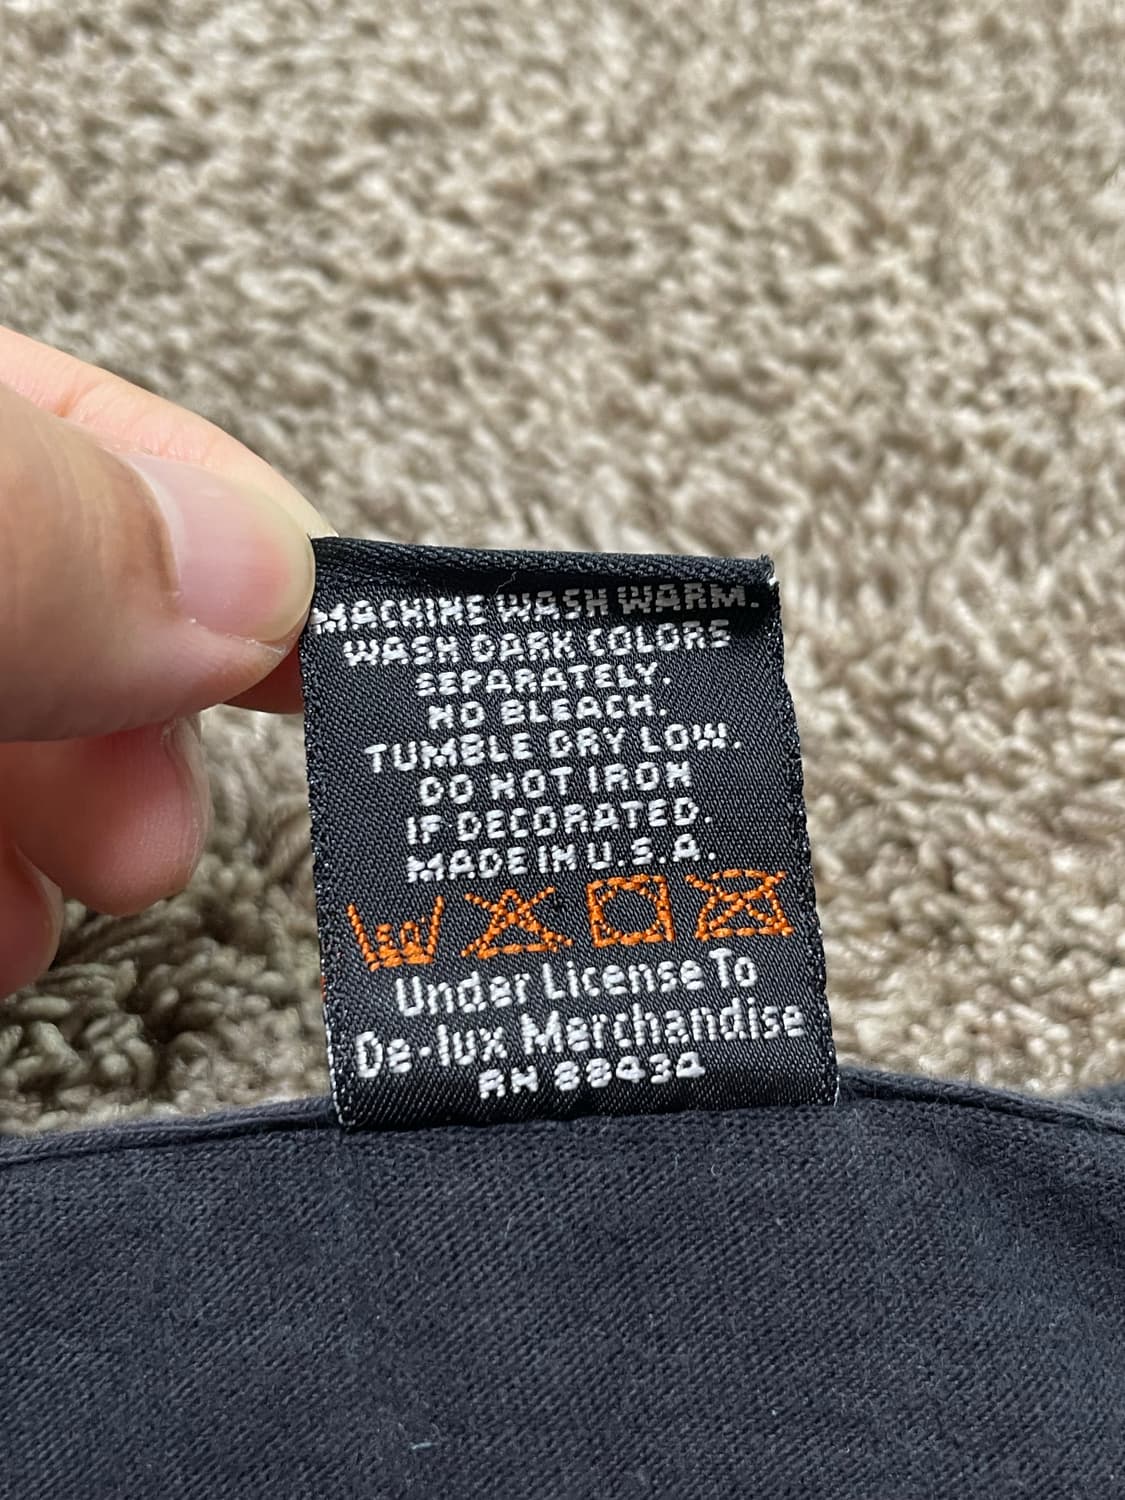 MACHINE WASH WARM.
WASH DARK COLORS
SEPARATELY.
NO BLEACH.
TUMBLE DRY LOW.
DO NOT IRON
IF DECORATED.
MADE IN U.S.A.
Under License To
De-lux Merchandise
RN 88434